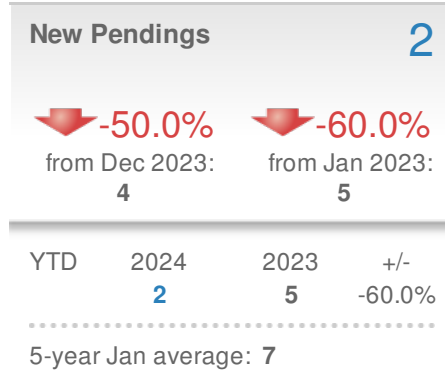 New Pendings 2
-50.0% -60.0%
from Dec 2023: from Jan 2023:
4 5
YTD 2024 2023 +/-
2 5 -60.0%
5-year Jan average: 7